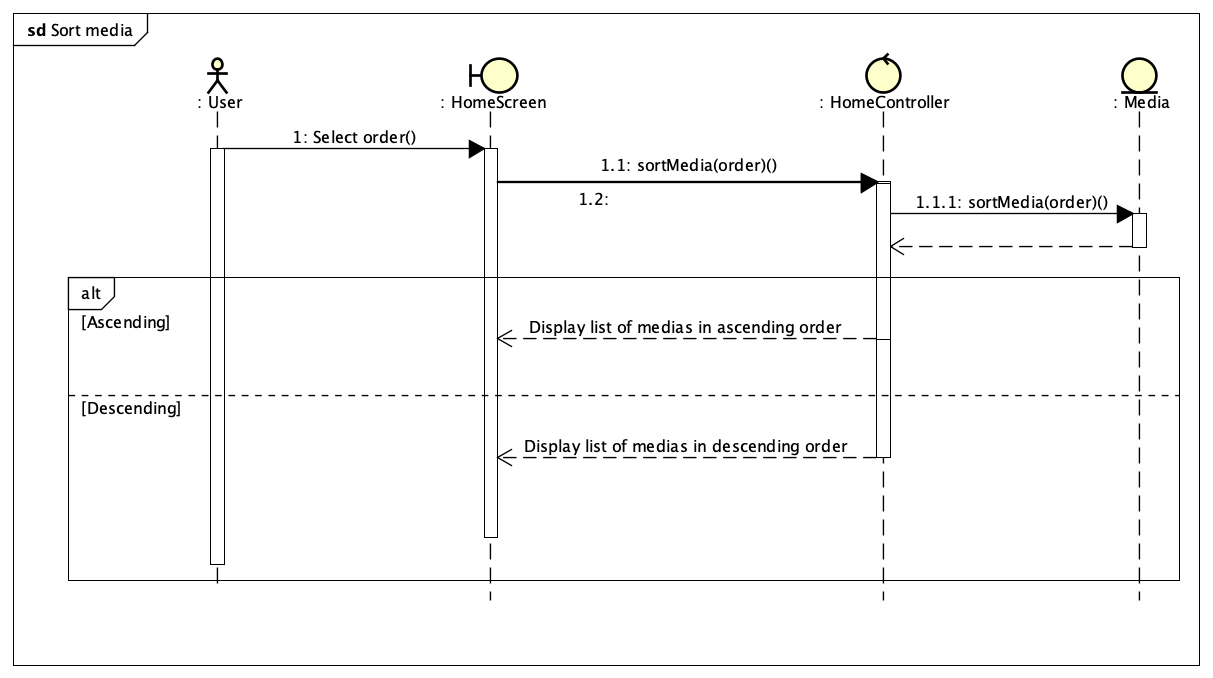 sd Sort media
: User
: HomeScreen
: HomeController
: Media
1: Select order()
1.1: sortMedia(order)()
1.2:
1.1.1: sortMedia(order)()
alt
[Ascending]
Display list of medias in ascending order
[Descending]
Display list of medias in descending order